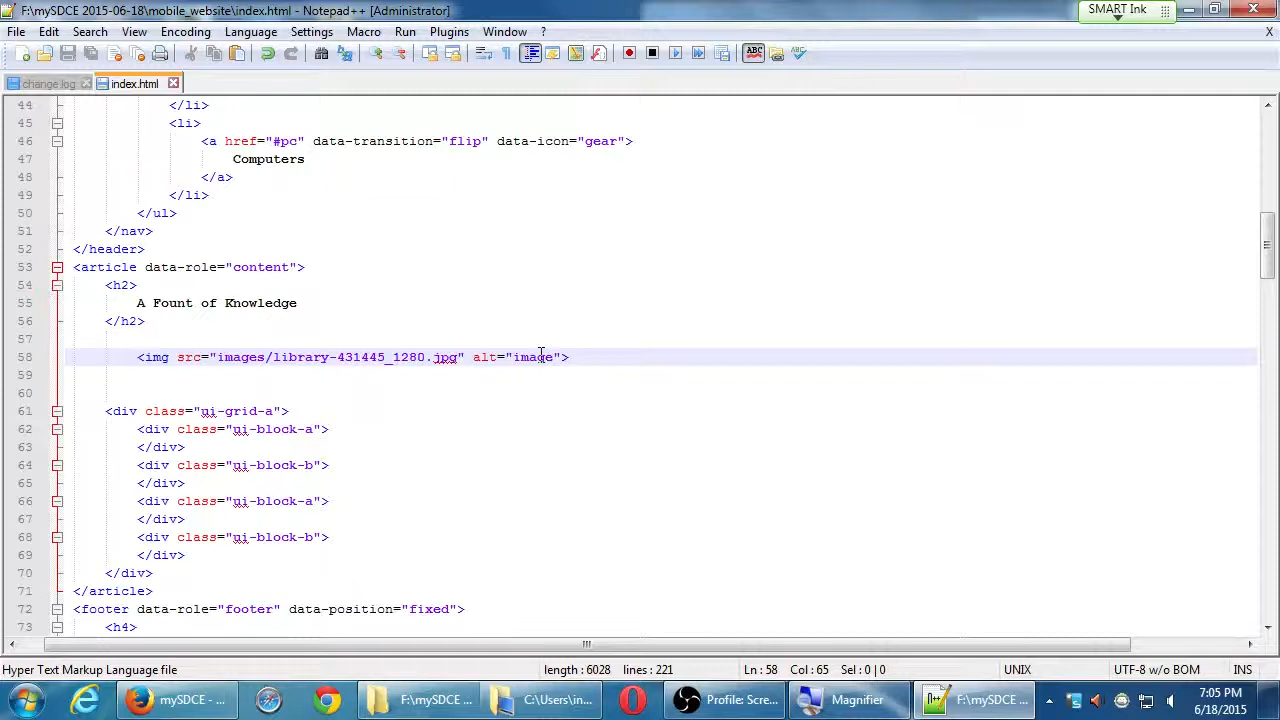 F:\mySDCE 2015-06-18\mobile_website\index.html - Notepad++ [Administrator]
SMART Ink
File Edit Search View Encoding Language Settings Macro Run Plugins Window ? X
ABC ABC
change log index.html
44 </li>
45 <li>
46 <a href="#pc" data-transition="flip" data-icon="gear">
47 Computers
48 </a>
49 </li>
50 </ul>
51 </nav>
52 </header>
53 <article data-role="content">
54 <h2>
55 A Fount of Knowledge
56 </h2>
57
58 <img src="images/library-431445_1280.jpg" alt="image">
59
60
61 <div class="ui-grid-a">
62 <div class="ui-block-a">
63 </div>
64 <div class="ui-block-b">
65 </div>
66 <div class="ui-block-a">
67 </div>
68 <div class="ui-block-b">
69 </div>
70 </div>
71 </article>
72 <footer data-role="footer" data-position="fixed">
73 <h4>
Hyper Text Markup Language file length : 6028 lines : 221 Ln : 58 Col : 65 Sel : 0 | 0 UNIX UTF-8 w/o BOM INS
mySDCE - ... F:\mySDCE ... C:\Users\in... Profile: Scre... Magnifier F:\mySDCE ... 7:05 PM
6/18/2015